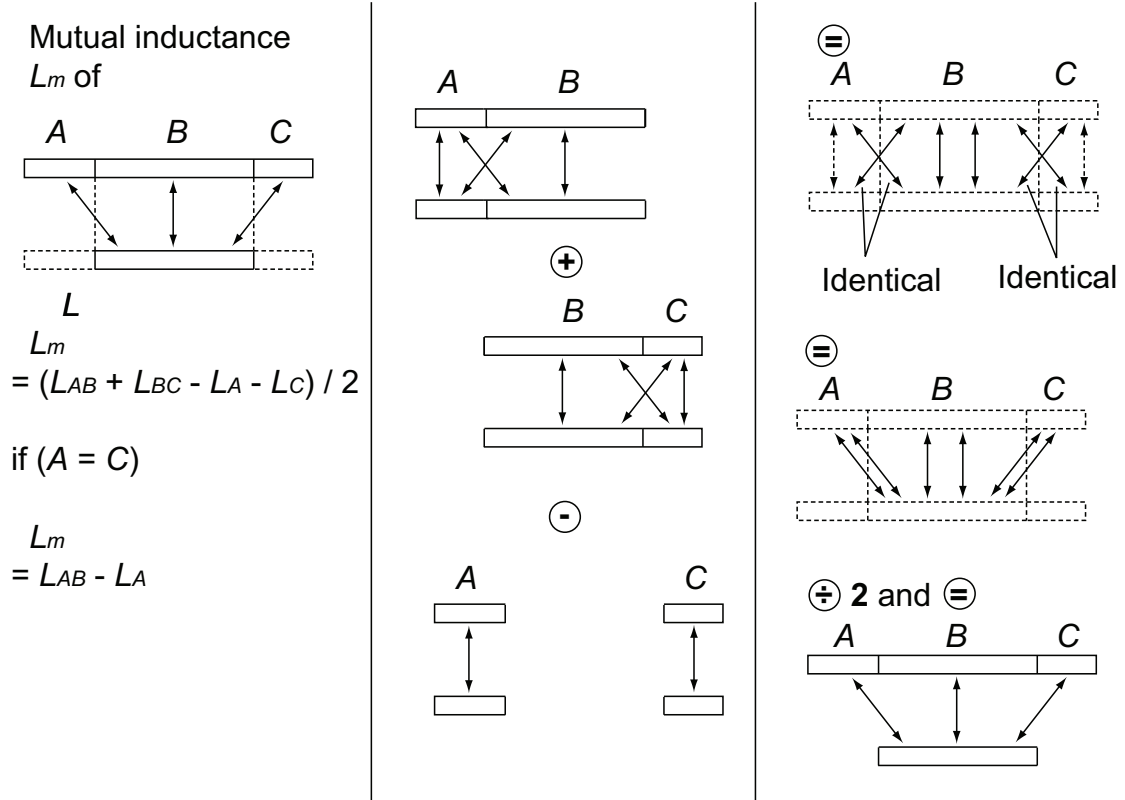 Mutual inductance
Lm of
A B C
L
Lm
= (LAB + LBC - LA - LC) / 2
if (A = C)
Lm
= LAB - LA
A B
+
B C
-
A C
=
A B C
Identical Identical
=
A B C
÷ 2 and =
A B C